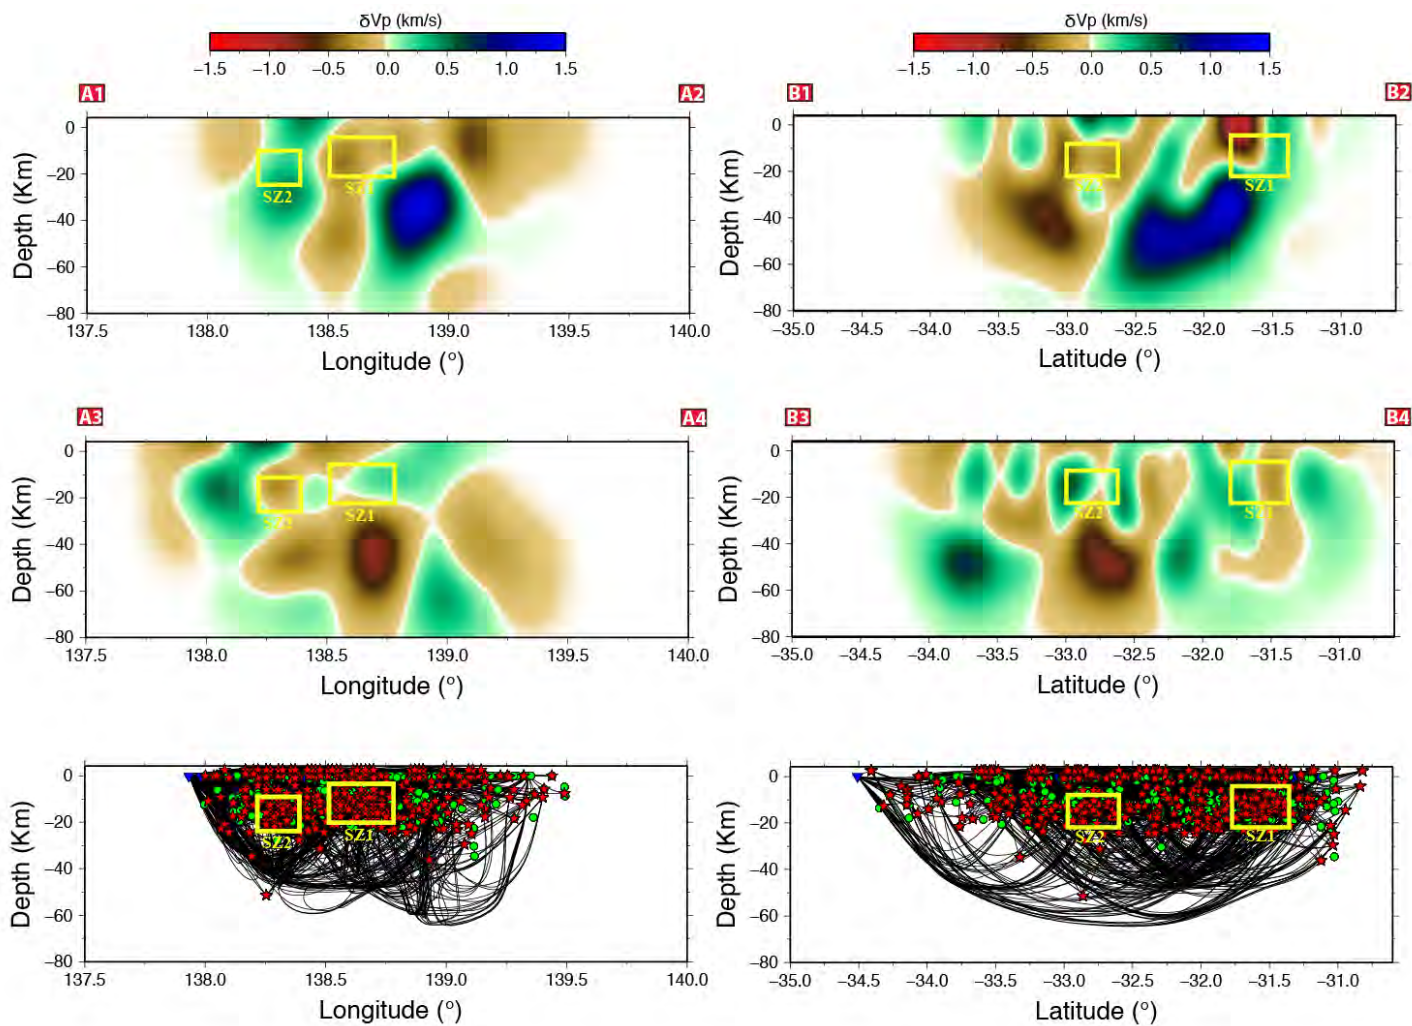 δVp (km/s)
−1.5 −1.0 −0.5 0.0 0.5 1.0 1.5
δVp (km/s)
−1.5 −1.0 −0.5 0.0 0.5 1.0 1.5
A1 A2
Depth (Km)
0
−20
−40
−60
−80
SZ2 SZ1
137.5 138.0 138.5 139.0 139.5 140.0
Longitude (°)
B1 B2
Depth (Km)
0
−20
−40
−60
−80
SZ2 SZ1
−35.0 −34.5 −34.0 −33.5 −33.0 −32.5 −32.0 −31.5 −31.0
Latitude (°)
A3 A4
Depth (Km)
0
−20
−40
−60
−80
SZ2 SZ1
137.5 138.0 138.5 139.0 139.5 140.0
Longitude (°)
B3 B4
Depth (Km)
0
−20
−40
−60
−80
SZ2 SZ1
−35.0 −34.5 −34.0 −33.5 −33.0 −32.5 −32.0 −31.5 −31.0
Latitude (°)
Depth (Km)
0
−20
−40
−60
−80
SZ2 SZ1
137.5 138.0 138.5 139.0 139.5 140.0
Longitude (°)
Depth (Km)
0
−20
−40
−60
−80
SZ2 SZ1
−35.0 −34.5 −34.0 −33.5 −33.0 −32.5 −32.0 −31.5 −31.0
Latitude (°)